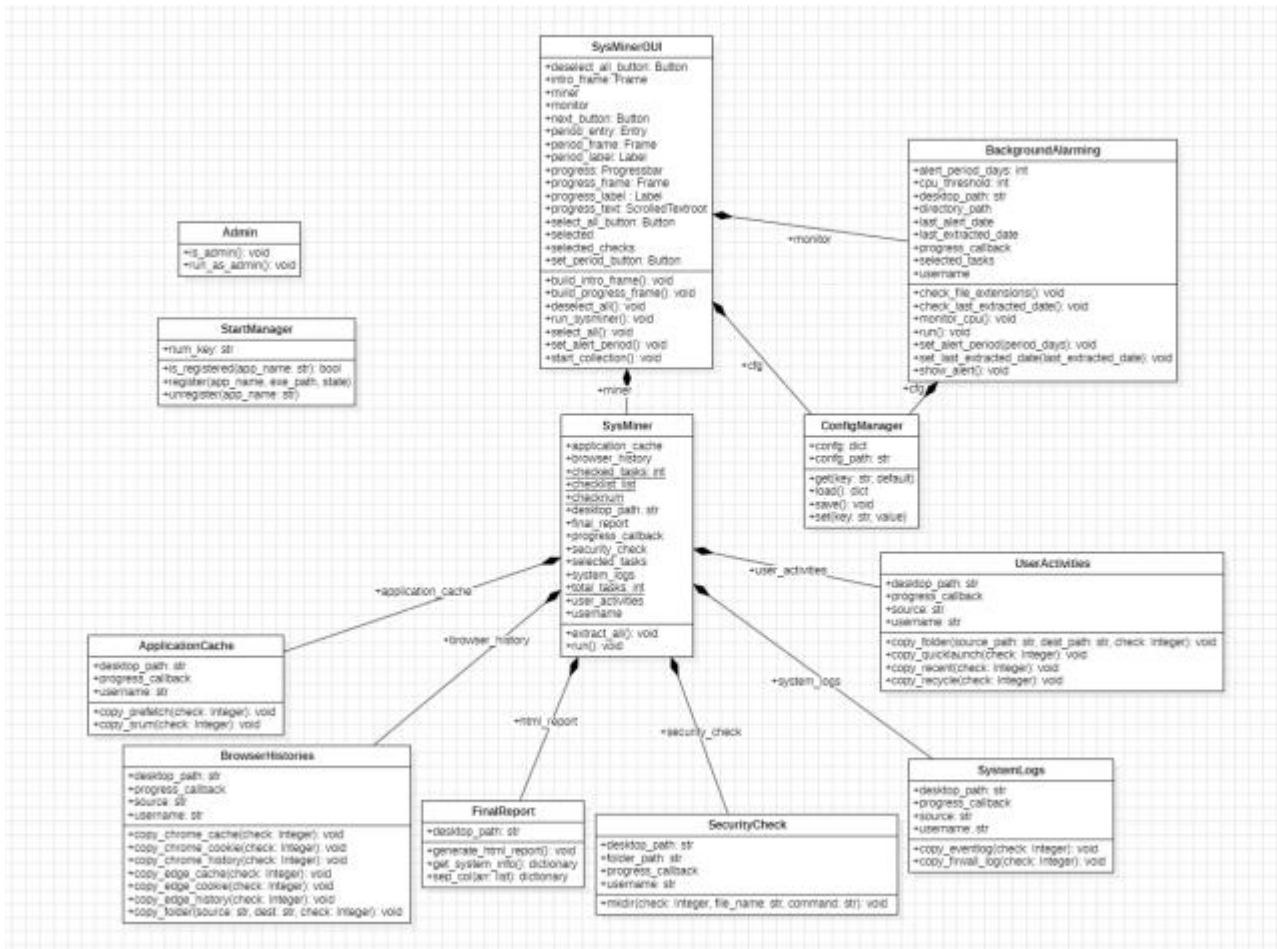 SysMinerGUI
+deselect_all_button: Button
+intro_frame: Frame
+miner
+monitor
+next_button: Button
+period_entry: Entry
+period_frame: Frame
+period_label: Label
+progress: Progressbar
+progress_frame: Frame
+progress_label : Label
+progress_text: ScrolledTextroot
+select_all_button: Button
+selected
+selected_checks
+set_period_button: Button
+build_intro_frame(): void
+build_progress_frame(): void
+deselect_all(): void
+run_sysminer(): void
+select_all(): void
+set_alert_period(): void
+start_collection(): void
BackgroundAlarming
+alert_period_days: int
+cpu_threshold: int
+desktop_path: str
+directory_path
+last_alert_date
+last_extracted_date
+progress_callback
+selected_tasks
+username
+check_file_extensions(): void
+check_last_extracted_date(): void
+monitor_cpu(): void
+run(): void
+set_alert_period(period_days): void
+set_last_extracted_date(last_extracted_date): void
+show_alert(): void
+monitor
+cfg
+cfg
+miner
Admin
+is_admin(): void
+run_as_admin(): void
StartManager
+num_key: str
+is_registered(app_name: str): bool
+register(app_name, exe_path, state)
+unregister(app_name: str)
SysMiner
+application_cache
+browser_history
+checked_tasks: int
+checklist_list
+checknum
+desktop_path: str
+final_report
+progress_callback
+security_check
+selected_tasks
+system_logs
+total_tasks: int
+user_activities
+username
+extract_all(): void
+run(): void
ConfigManager
+config: dict
+config_path: str
+get(key: str, default)
+load(): dict
+save(): void
+set(key: str, value)
+user_activities
+application_cache
+browser_history
+system_logs
+html_report
+security_check
UserActivities
+desktop_path: str
+progress_callback
+source: str
+username: str
+copy_folder(source_path: str, dest_path: str, check: Integer): void
+copy_quicklaunch(check: Integer): void
+copy_recent(check: Integer): void
+copy_recycle(check: Integer): void
ApplicationCache
+desktop_path: str
+progress_callback
+username: str
+copy_prefetch(check: Integer): void
+copy_srum(check: Integer): void
BrowserHistories
+desktop_path: str
+progress_callback
+source: str
+username: str
+copy_chrome_cache(check: Integer): void
+copy_chrome_cookie(check: Integer): void
+copy_chrome_history(check: Integer): void
+copy_edge_cache(check: Integer): void
+copy_edge_cookie(check: Integer): void
+copy_edge_history(check: Integer): void
+copy_folder(source: str, dest: str, check: Integer): void
FinalReport
+desktop_path: str
+generate_html_report(): void
+get_system_info(): dictionary
+sep_col(arr: list): dictionary
SecurityCheck
+desktop_path: str
+folder_path: str
+progress_callback
+username: str
+mkdir(check: Integer, file_name: str, command: str): void
SystemLogs
+desktop_path: str
+progress_callback
+source: str
+username: str
+copy_eventlog(check: Integer): void
+copy_firwall_log(check: Integer): void